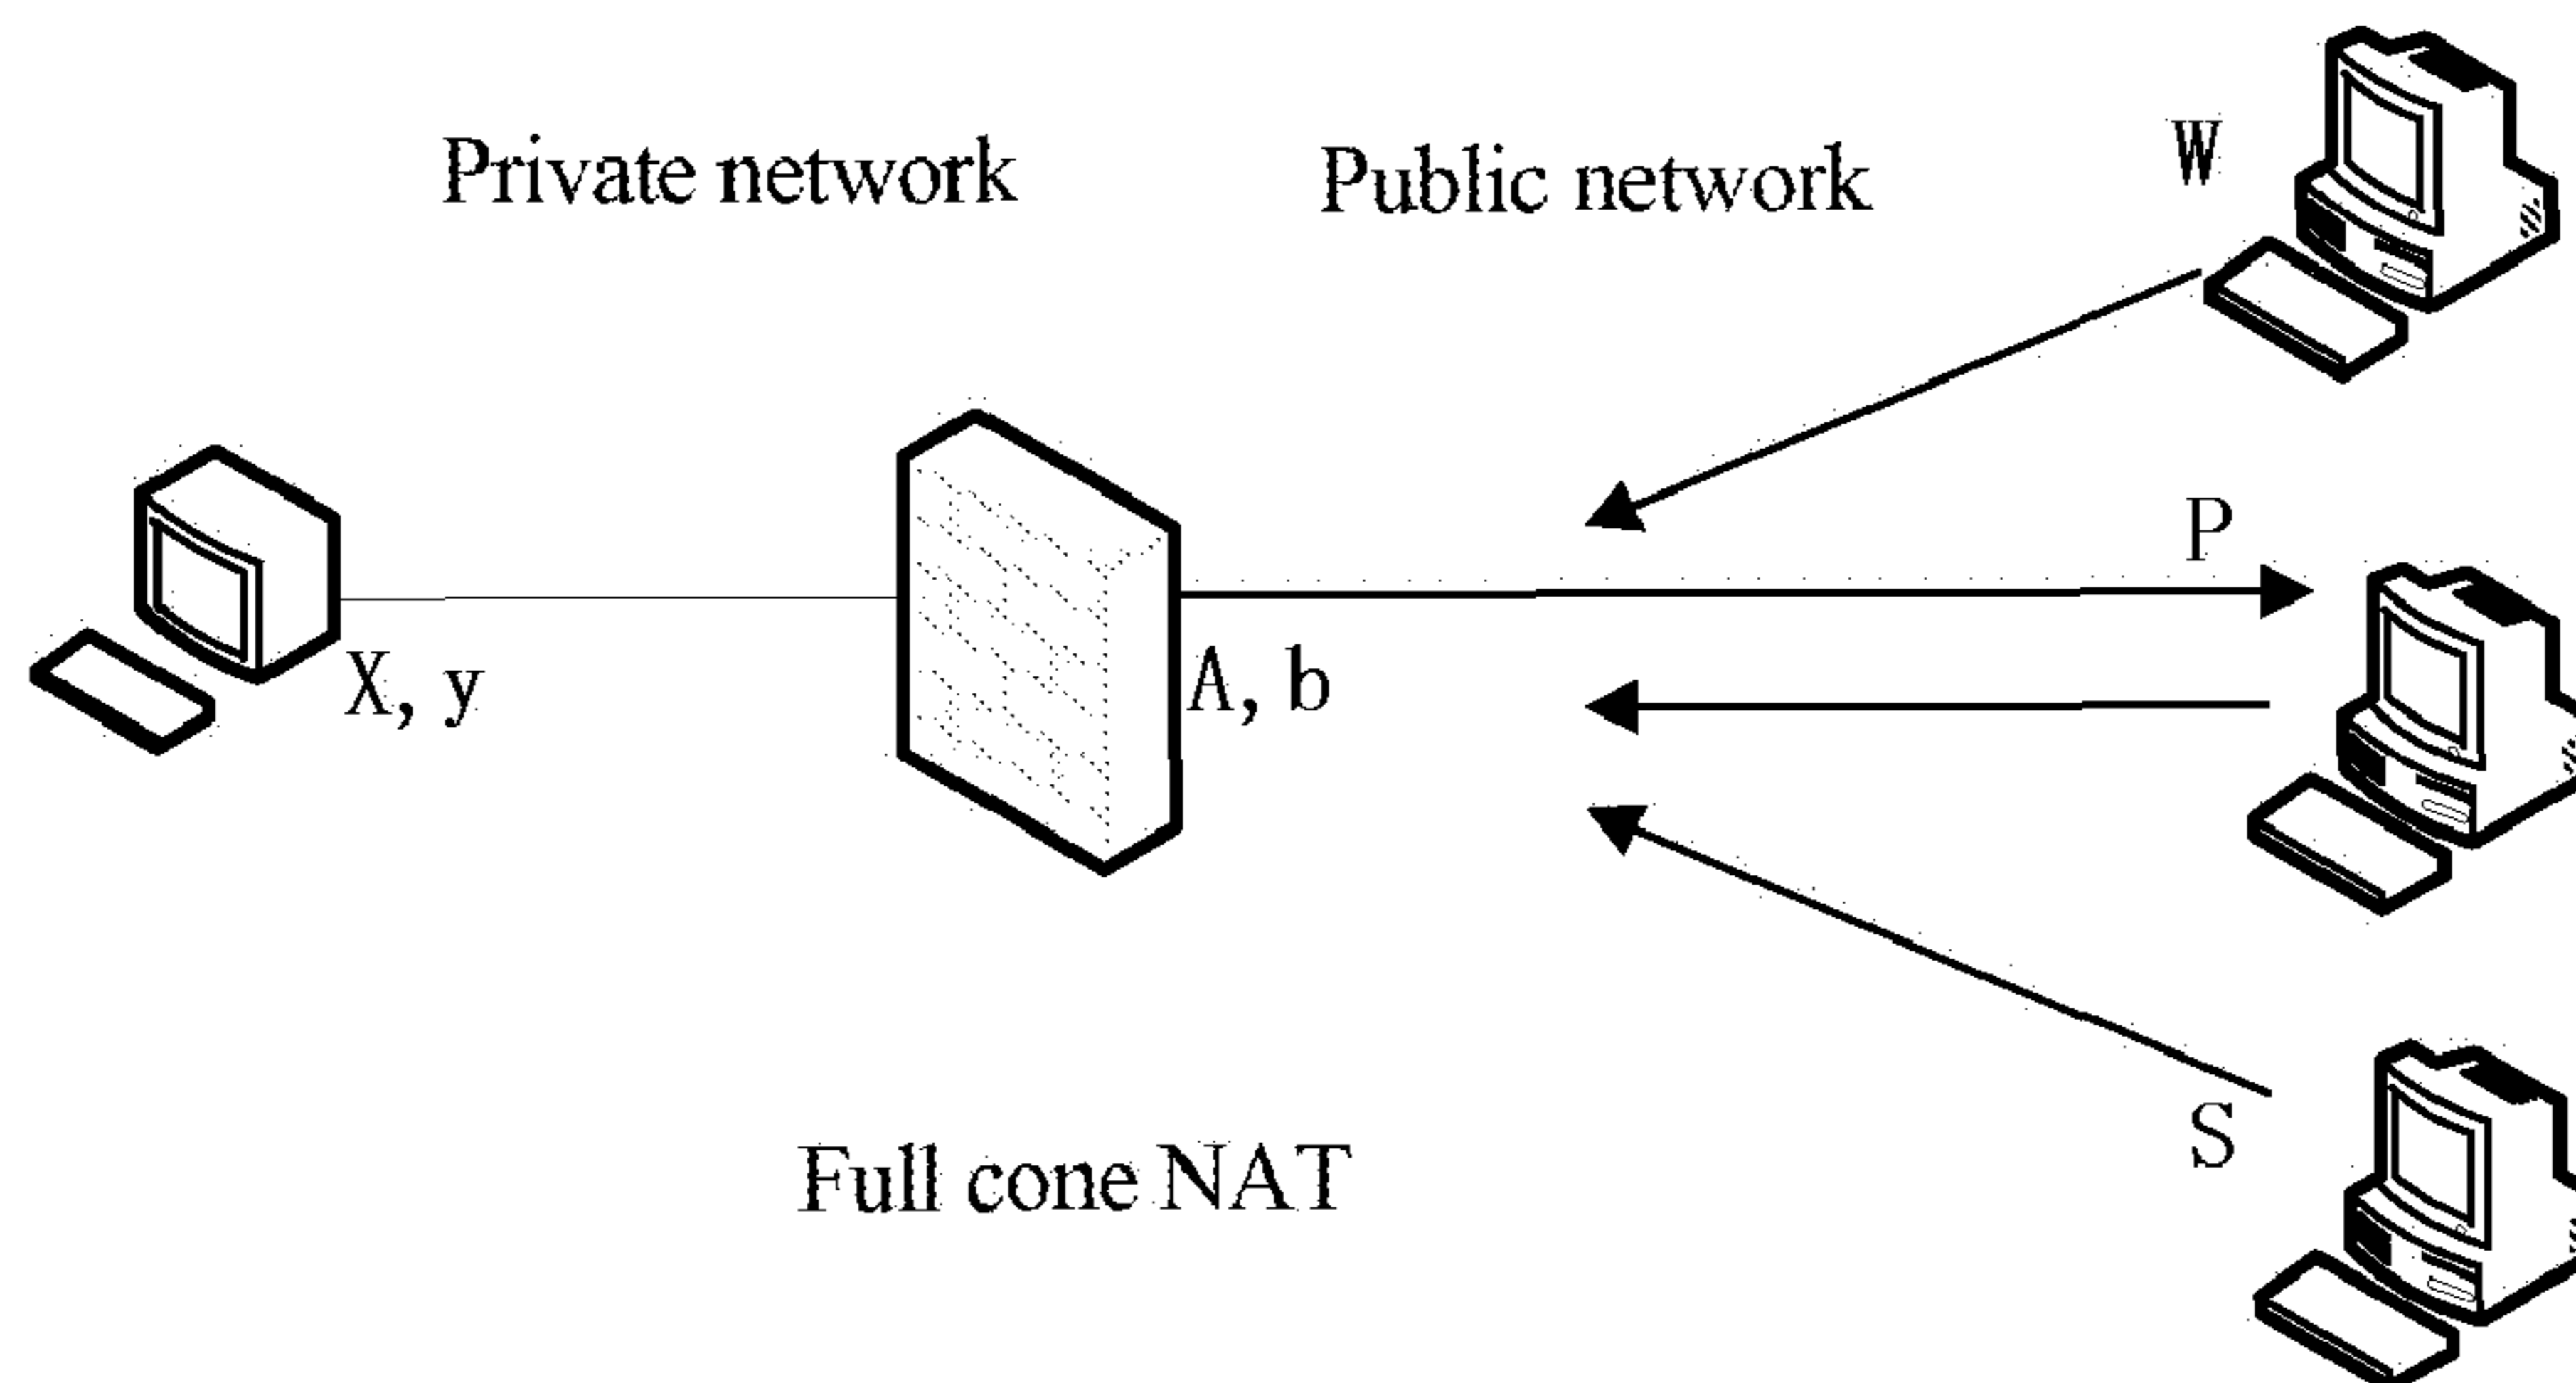 Private network
Public network
W
P
X, y
A, b
S
Full cone NAT